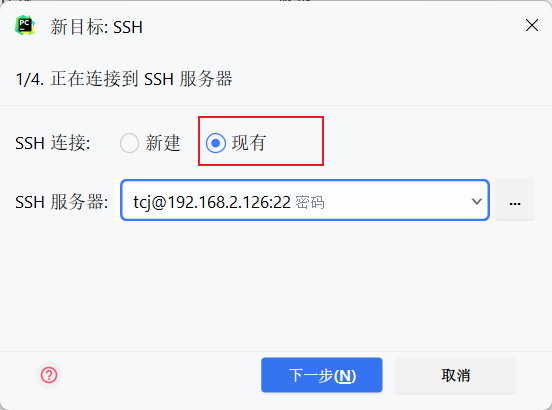 新目标: SSH
1/4. 正在连接到 SSH 服务器
SSH 连接: 新建 现有
SSH 服务器: tcj@192.168.2.126:22 密码 ...
下一步(N) 取消